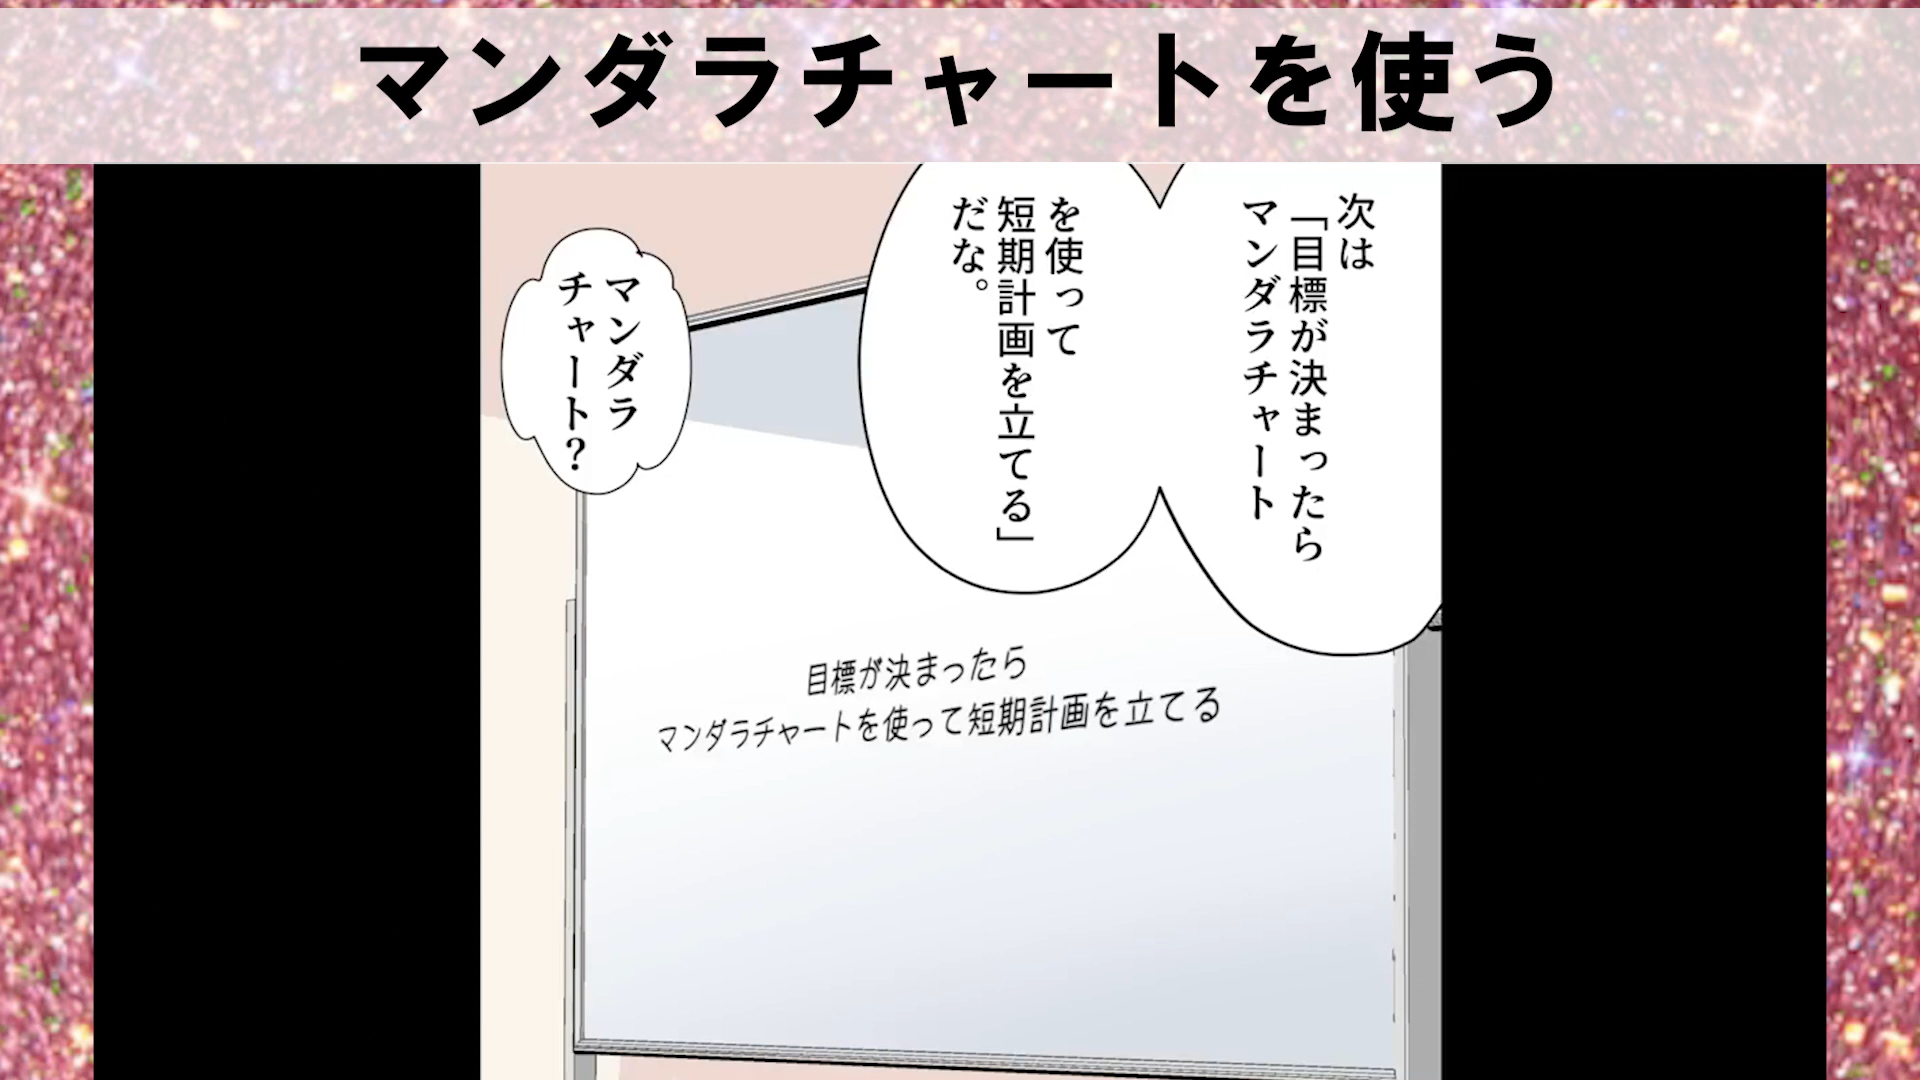 マンダラチャートを使う
次は
「目標が決まったら
マンダラチャート
を使って
短期計画を立てる」
だな。
マンダラ
チャート？
目標が決まったら
マンダラチャートを使って短期計画を立てる